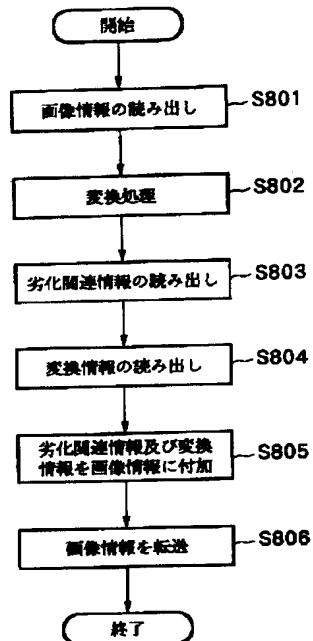 開始
画像情報の読み出し
S801
変換処理
S802
劣化関連情報の読み出し
S803
変換情報の読み出し
S804
劣化関連情報及び変換
情報を画像情報に付加
S805
画像情報を転送
S806
終了